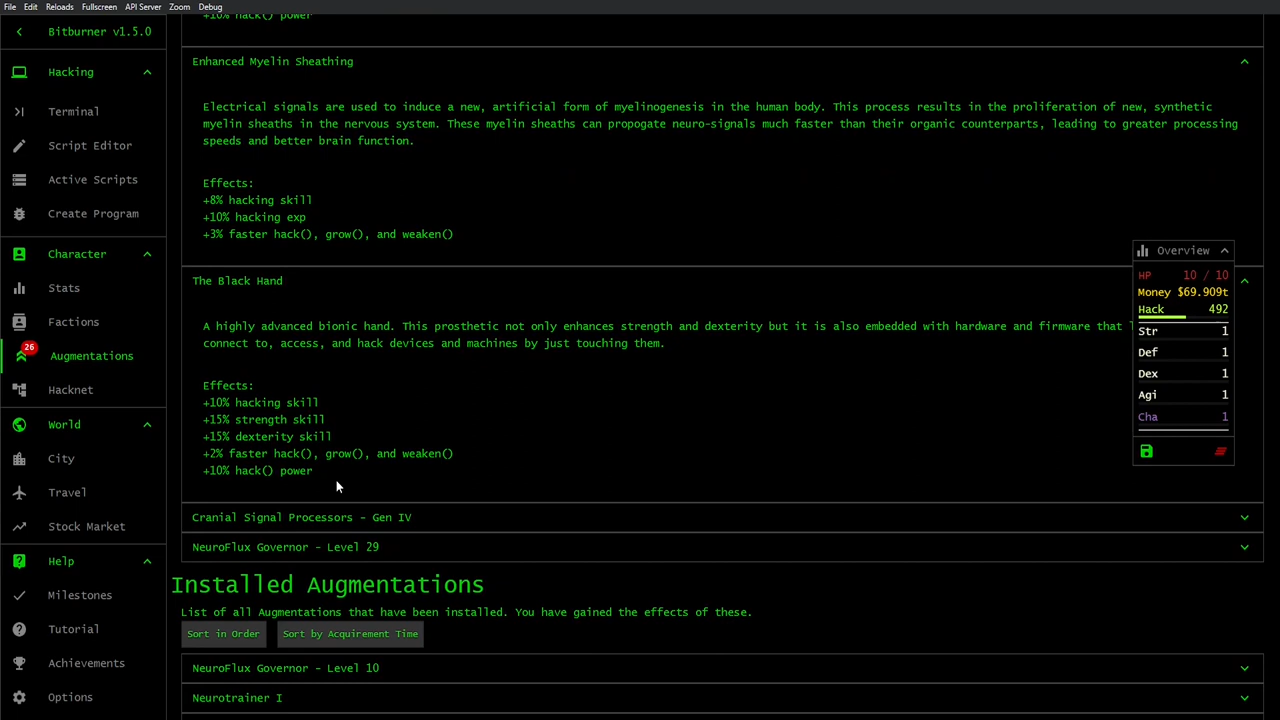 File Edit Reloads Fullscreen API Server Zoom Debug
Bitburner v1.5.0
Hacking
Terminal
Script Editor
Active Scripts
Create Program
Character
Stats
Factions
26
Augmentations
Hacknet
World
City
Travel
Stock Market
Help
Milestones
Tutorial
Achievements
Options
+10% hack() power
Enhanced Myelin Sheathing
Electrical signals are used to induce a new, artificial form of myelinogenesis in the human body. This process results in the proliferation of new, synthetic
myelin sheaths in the nervous system. These myelin sheaths can propogate neuro-signals much faster than their organic counterparts, leading to greater processing
speeds and better brain function.
Effects:
+8% hacking skill
+10% hacking exp
+3% faster hack(), grow(), and weaken()
The Black Hand
A highly advanced bionic hand. This prosthetic not only enhances strength and dexterity but it is also embedded with hardware and firmware that
connect to, access, and hack devices and machines by just touching them.
Effects:
+10% hacking skill
+15% strength skill
+15% dexterity skill
+2% faster hack(), grow(), and weaken()
+10% hack() power
Cranial Signal Processors - Gen IV
NeuroFlux Governor - Level 29
Installed Augmentations
List of all Augmentations that have been installed. You have gained the effects of these.
Sort in Order Sort by Acquirement Time
NeuroFlux Governor - Level 10
Neurotrainer I
Overview
HP 10 / 10
Money $69.909t
Hack 492
Str 1
Def 1
Dex 1
Agi 1
Cha 1